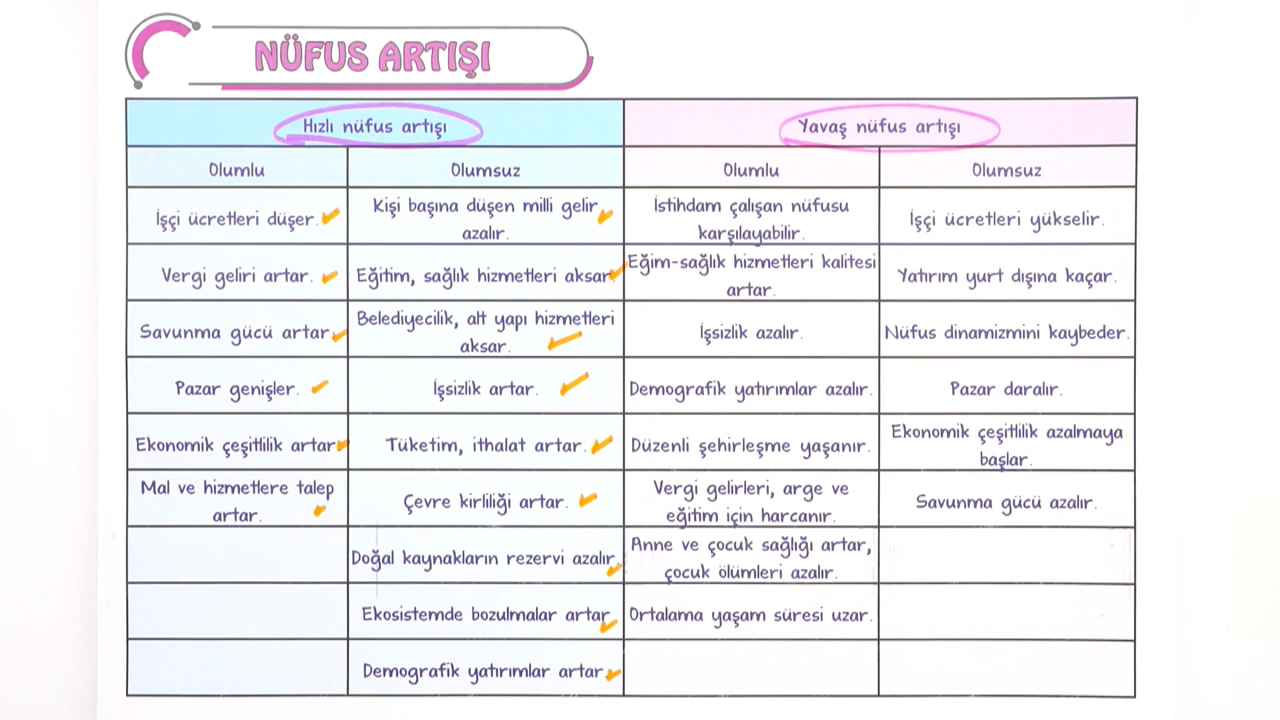 NÜFUS ARTIŞI
Hızlı nüfus artışı
Yavaş nüfus artışı
Olumlu
Olumsuz
Olumlu
Olumsuz
İşçi ücretleri düşer.
Kişi başına düşen milli gelir
azalır.
İstihdam çalışan nüfusu
karşılayabilir.
İşçi ücretleri yükselir.
Vergi geliri artar.
Eğitim, sağlık hizmetleri aksar
Eğim-sağlık hizmetleri kalitesi
artar.
Yatırım yurt dışına kaçar.
Savunma gücü artar
Belediyecilik, alt yapı hizmetleri
aksar.
İşsizlik azalır.
Nüfus dinamizmini kaybeder.
Pazar genişler.
İşsizlik artar.
Demografik yatırımlar azalır.
Pazar daralır.
Ekonomik çeşitlilik artar
Tüketim, ithalat artar.
Düzenli şehirleşme yaşanır.
Ekonomik çeşitlilik azalmaya
başlar.
Mal ve hizmetlere talep
artar.
Çevre kirliliği artar.
Vergi gelirleri, arge ve
eğitim için harcanır.
Savunma gücü azalır.
Doğal kaynakların rezervi azalır.
Anne ve çocuk sağlığı artar,
çocuk ölümleri azalır.
Ekosistemde bozulmalar artar
Ortalama yaşam süresi uzar.
Demografik yatırımlar artar